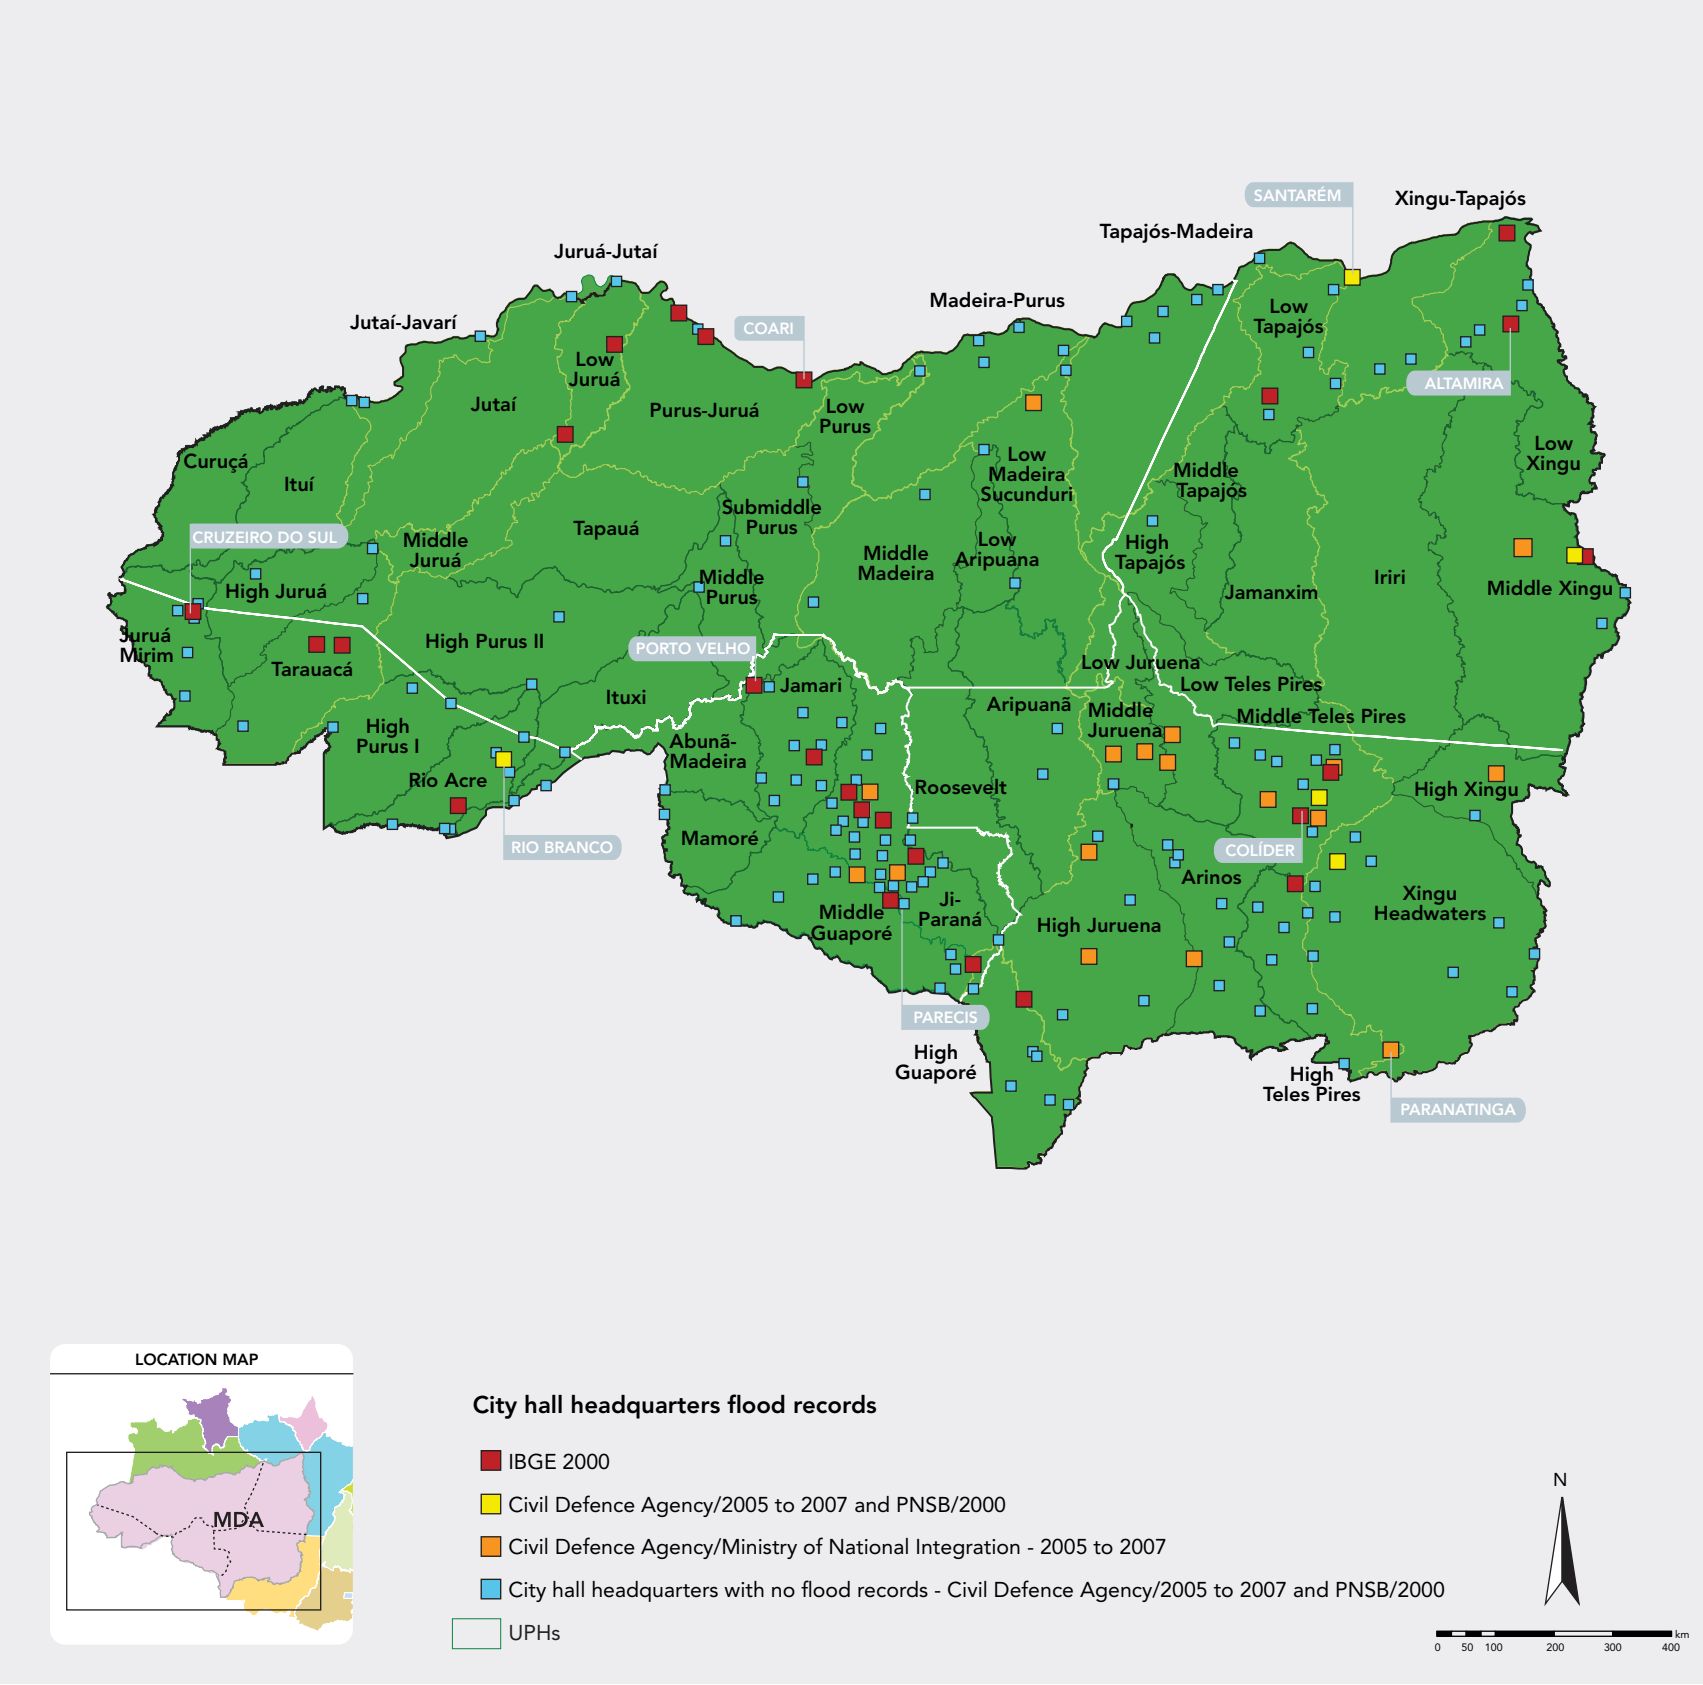 SANTARÉM
Xingu-Tapajós
Tapajós-Madeira
Juruá-Jutaí
Madeira-Purus
Jutaí-Javarí
COARI
Low
Tapajós
Low
Juruá
ALTAMIRA
Jutaí
Purus-Juruá
Low
Purus
Curuçá
Ituí
Low
Xingu
Low
Madeira
Sucunduri
Middle
Tapajós
Submiddle
Purus
Tapauá
CRUZEIRO DO SUL
Middle
Juruá
Middle
Madeira
Low
Aripuana
High
Tapajós
Iriri
High Juruá
Middle
Purus
Jamanxim
Middle Xingu
Juruá
Mirim
High Purus II
PORTO VELHO
Tarauacá
Low Juruena
Ituxi
Jamari
Low Teles Pires
Aripuanã
Middle
Juruena
Middle Teles Pires
High
Purus I
Abunã-
Madeira
Rio Acre
Roosevelt
High Xingu
Mamoré
RIO BRANCO
COLÍDER
Arinos
Xingu
Headwaters
Ji-
Paraná
Middle
Guaporé
High Juruena
PARECIS
High
Guaporé
High
Teles Pires
PARANATINGA
LOCATION MAP
MDA
City hall headquarters flood records
IBGE 2000
Civil Defence Agency/2005 to 2007 and PNSB/2000
Civil Defence Agency/Ministry of National Integration - 2005 to 2007
City hall headquarters with no flood records - Civil Defence Agency/2005 to 2007 and PNSB/2000
UPHs
N
km
0 50 100 200 300 400